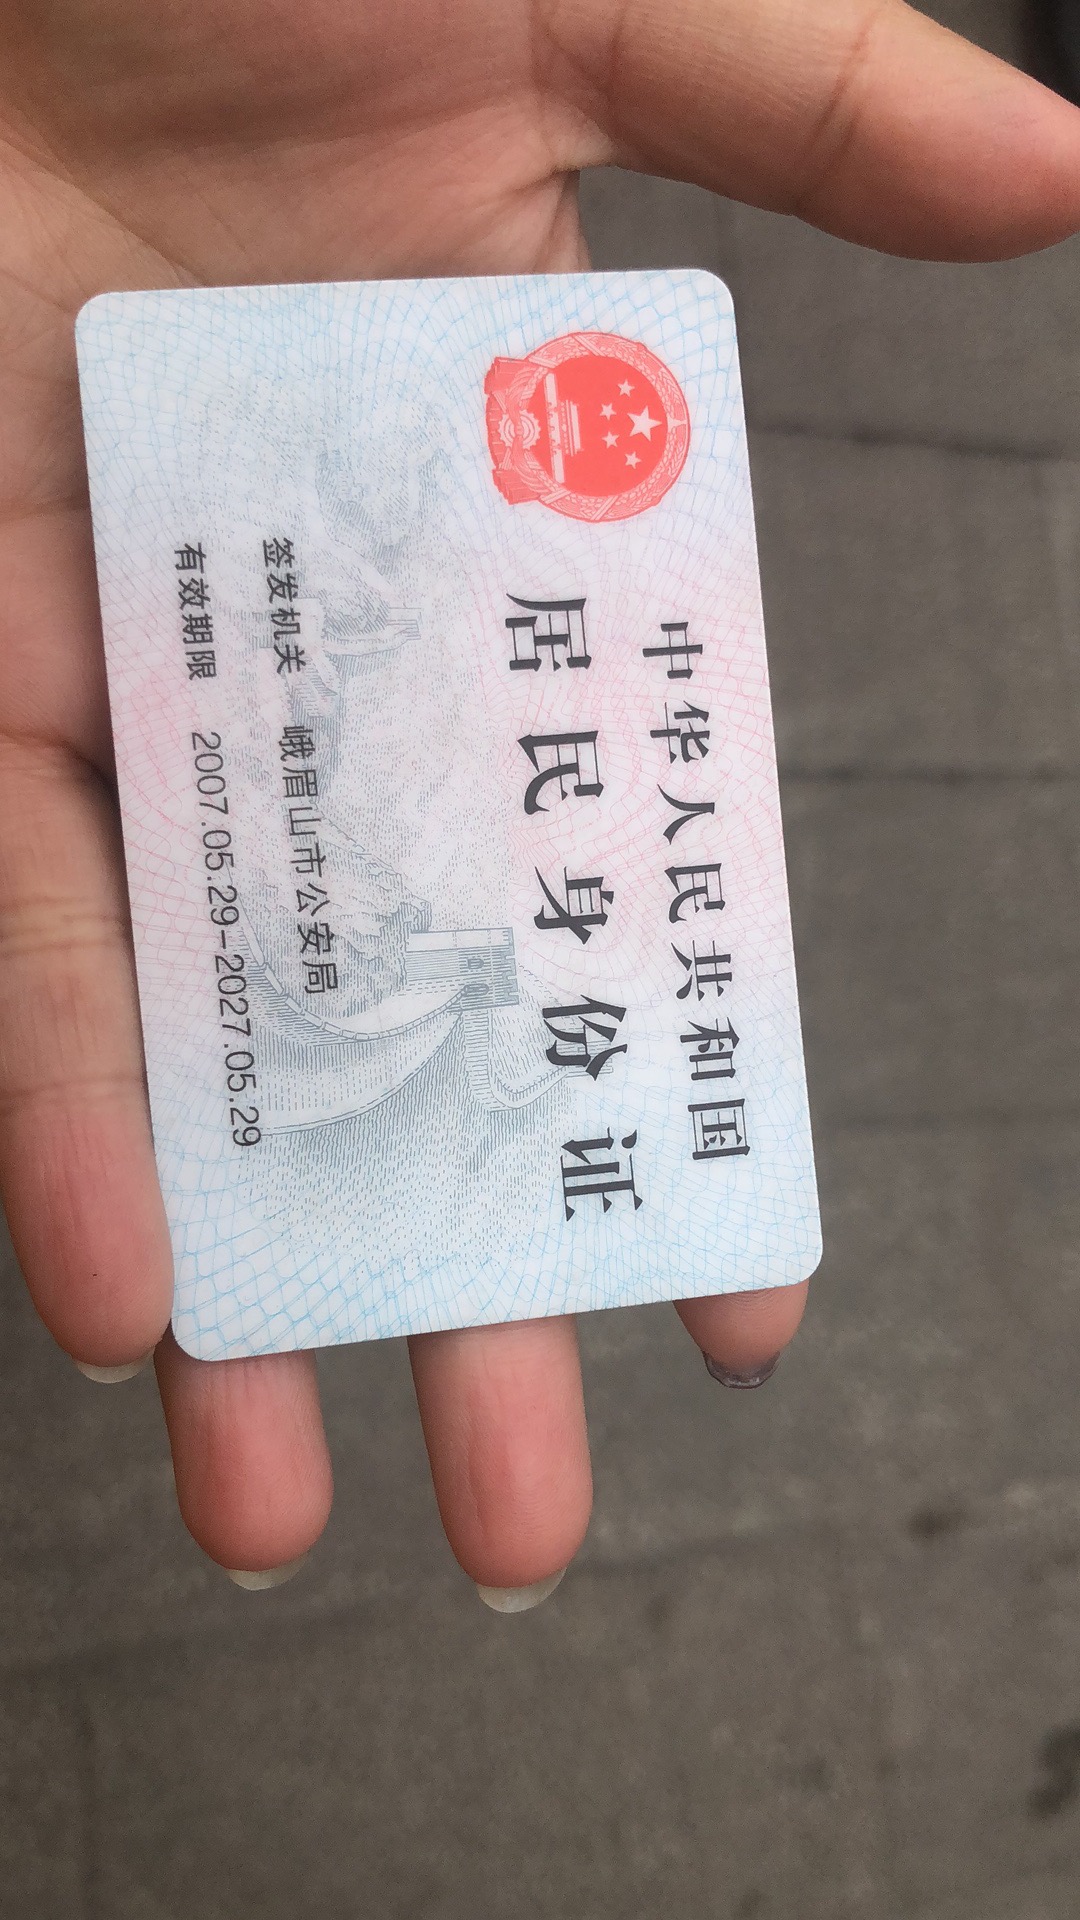 中华人民共和国
居民身份证
签发机关 峨眉山市公安局
有效期限 2007.05.29-2027.05.29